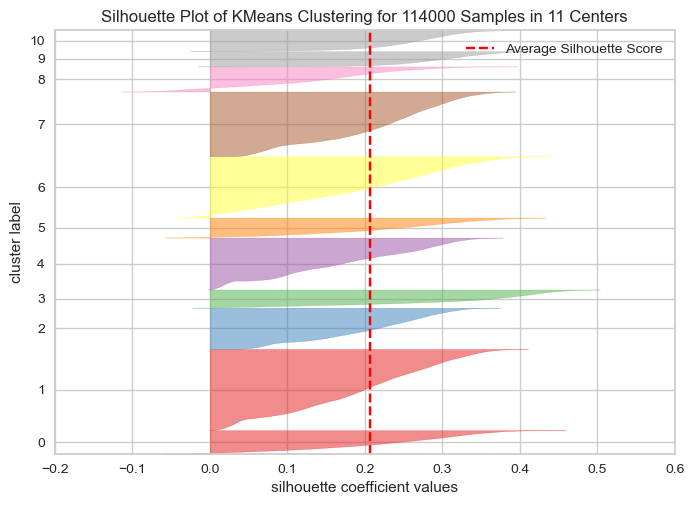 Silhouette Plot of KMeans Clustering for 114000 Samples in 11 Centers
Average Silhouette Score
10
9
8
7
6
5
4
3
2
1
0
cluster label
−0.2 −0.1 0.0 0.1 0.2 0.3 0.4 0.5 0.6
silhouette coefficient values